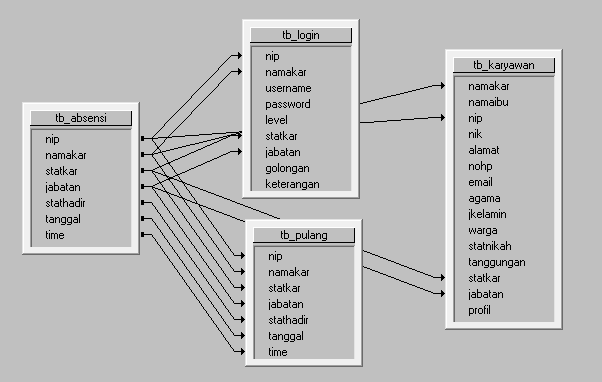 tb_absensi
nip
namakar
statkar
jabatan
stathadir
tanggal
time
tb_login
nip
namakar
username
password
level
statkar
jabatan
golongan
keterangan
tb_pulang
nip
namakar
statkar
jabatan
stathadir
tanggal
time
tb_karyawan
namakar
namaibu
nip
nik
alamat
nohp
email
agama
jkelamin
warga
statnikah
tanggungan
statkar
jabatan
profil